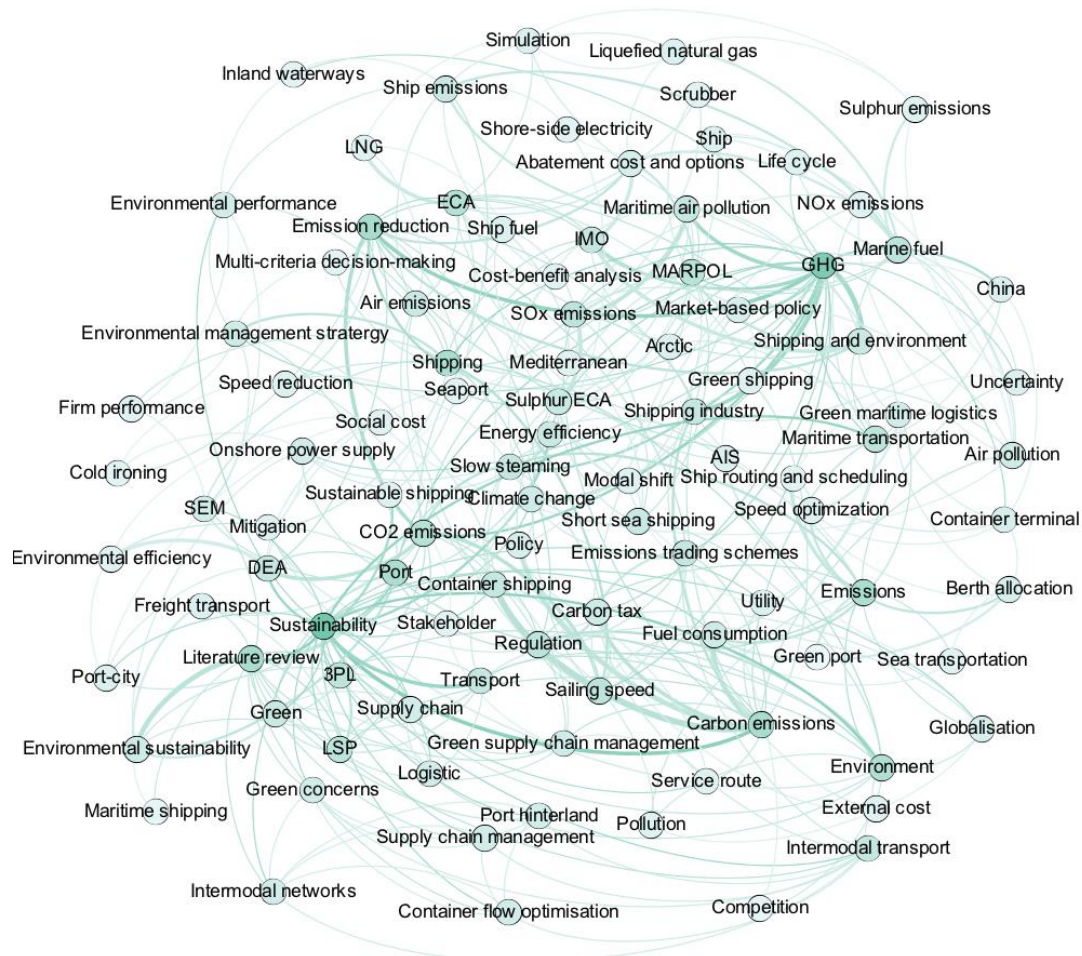 Simulation
Liquefied natural gas
Inland waterways
Ship emissions
Scrubber
Sulphur emissions
Shore-side electricity
Ship
LNG
Abatement cost and options
Life cycle
Environmental performance
ECA
Maritime air pollution
NOx emissions
Emission reduction
Ship fuel
IMO
Marine fuel
Multi-criteria decision-making
Cost-benefit analysis
MARPOL
GHG
China
Air emissions
SOx emissions
Market-based policy
Environmental management stratergy
Shipping
Mediterranean
Arctic
Shipping and environment
Speed reduction
Seaport
Green shipping
Uncertainty
Firm performance
Sulphur ECA
Shipping industry
Green maritime logistics
Social cost
Energy efficiency
Maritime transportation
Onshore power supply
AIS
Air pollution
Cold ironing
Slow steaming
Modal shift
Ship routing and scheduling
Sustainable shipping
Climate change
SEM
Speed optimization
Mitigation
CO2 emissions
Short sea shipping
Container terminal
Environmental efficiency
Policy
Emissions trading schemes
DEA
Port
Container shipping
Emissions
Berth allocation
Freight transport
Carbon tax
Utility
Sustainability
Stakeholder
Fuel consumption
Literature review
Regulation
Green port
Sea transportation
Port-city
3PL
Transport
Sailing speed
Green
Supply chain
Carbon emissions
Globalisation
Environmental sustainability
LSP
Green supply chain management
Logistic
Service route
Environment
Green concerns
External cost
Maritime shipping
Port hinterland
Pollution
Supply chain management
Intermodal transport
Intermodal networks
Container flow optimisation
Competition